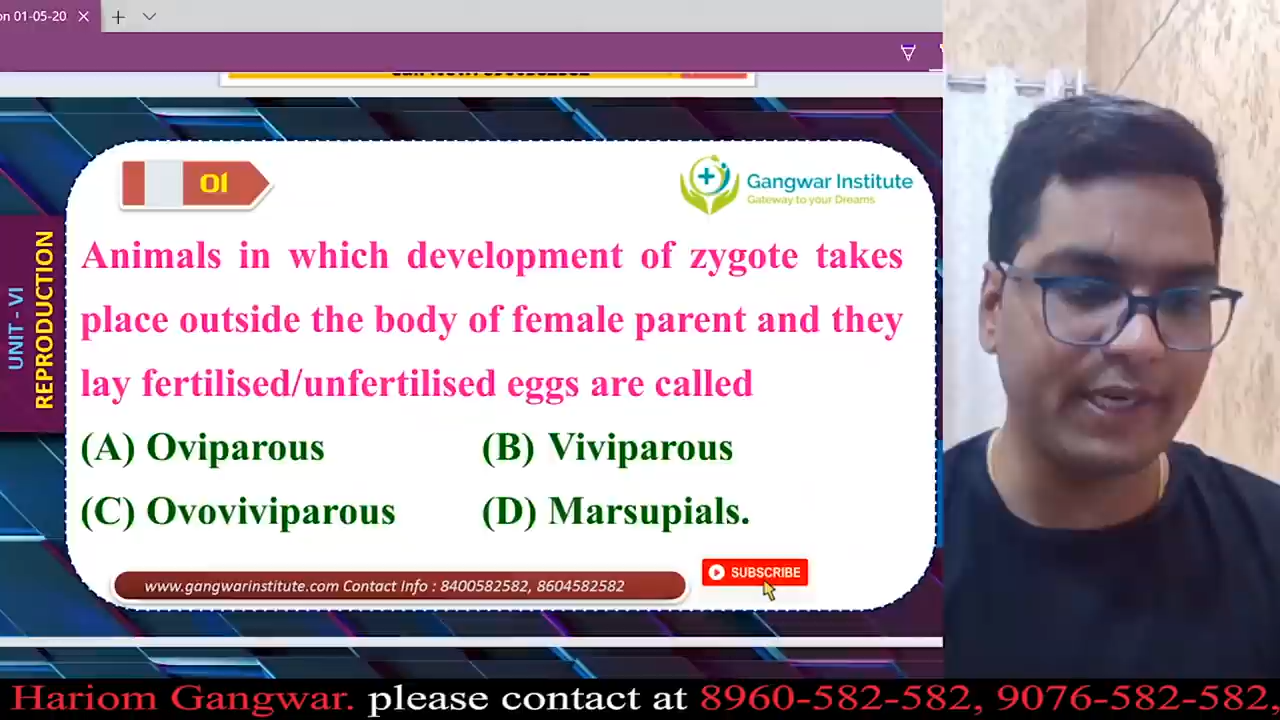 on 01-05-20
01
Gangwar Institute
Gateway to your Dreams
UNIT - VI
REPRODUCTION
Animals in which development of zygote takes
place outside the body of female parent and they
lay fertilised/unfertilised eggs are called
(A) Oviparous (B) Viviparous
(C) Ovoviviparous (D) Marsupials.
www.gangwarinstitute.com Contact Info : 8400582582, 8604582582
SUBSCRIBE
Hariom Gangwar. please contact at 8960-582-582, 9076-582-582,